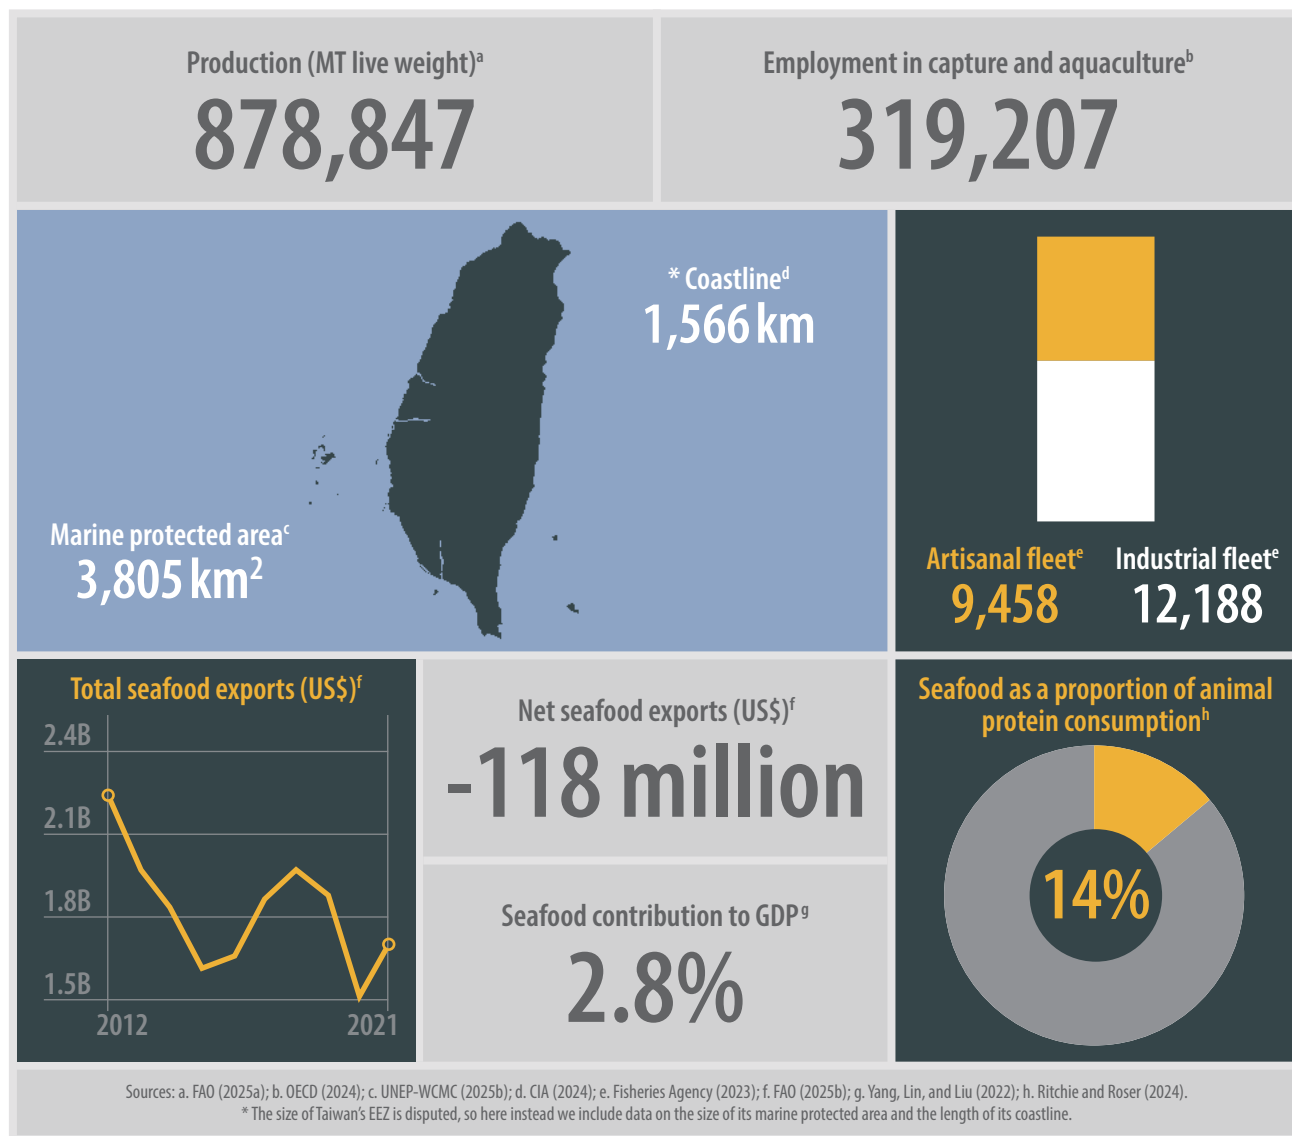 Production (MT live weight)a
878,847
Employment in capture and aquacultureb
319,207
* Coastlined
1,566 km
Marine protected areac
3,805 km2
Artisanal fleete
9,458
Industrial fleete
12,188
Total seafood exports (US$)f
2.4B
2.1B
1.8B
1.5B
2012
2021
Net seafood exports (US$)f
-118 million
Seafood contribution to GDP g
2.8%
Seafood as a proportion of animal
protein consumptionh
14%
Sources: a. FAO (2025a); b. OECD (2024); c. UNEP-WCMC (2025b); d. CIA (2024); e. Fisheries Agency (2023); f. FAO (2025b); g. Yang, Lin, and Liu (2022); h. Ritchie and Roser (2024).
* The size of Taiwan’s EEZ is disputed, so here instead we include data on the size of its marine protected area and the length of its coastline.